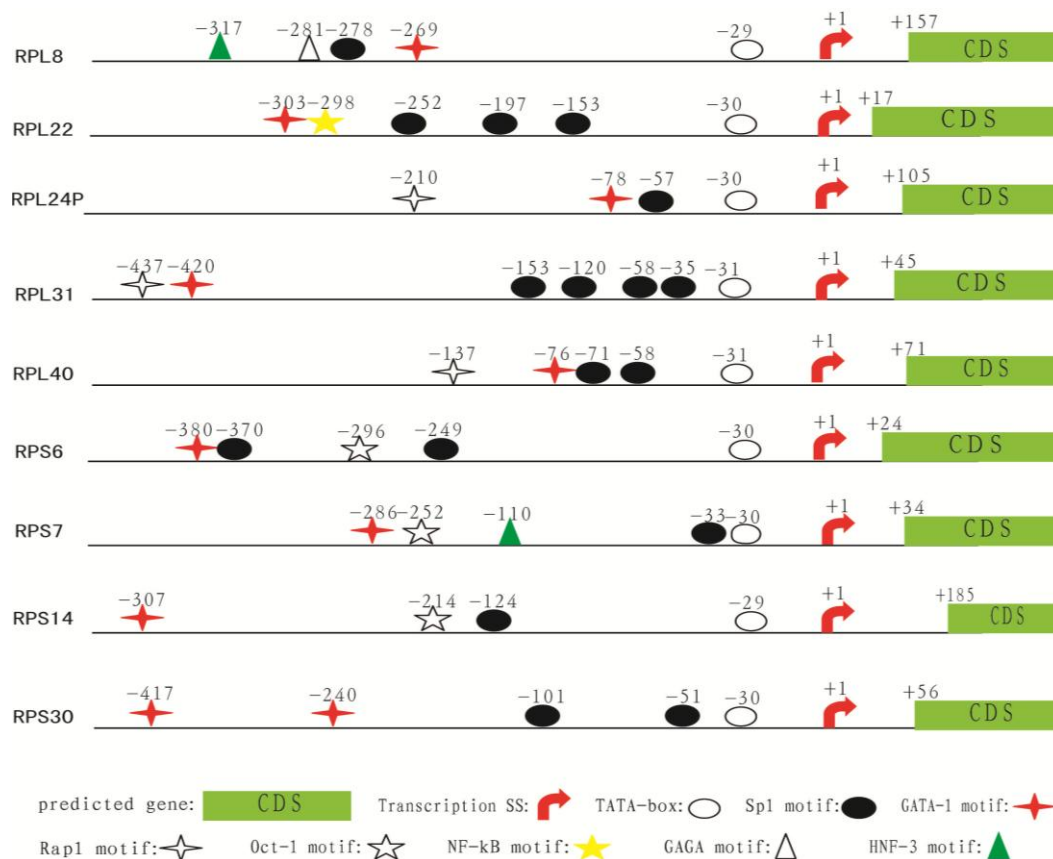 -317 -281 -278 -269 -29 +1 +157
RPL8 CDS
-303 -298 -252 -197 -153 -30 +1 +17
RPL22 CDS
-210 -78 -57 -30 +1 +105
RPL24P CDS
-437 -420 -153 -120 -58 -35 -31 +1 +45
RPL31 CDS
-137 -76 -71 -58 -31 +1 +71
RPL40 CDS
-380 -370 -296 -249 -30 +1 +24
RPS6 CDS
-286 -252 -110 -33 -30 +1 +34
RPS7 CDS
-307 -214 -124 -29 +1 +185
RPS14 CDS
-417 -240 -101 -51 -30 +1 +56
RPS30 CDS
predicted gene: CDS Transcription SS: TATA-box: Sp1 motif: GATA-1 motif:
Rap1 motif: Oct-1 motif: NF-kB motif: GAGA motif: HNF-3 motif: